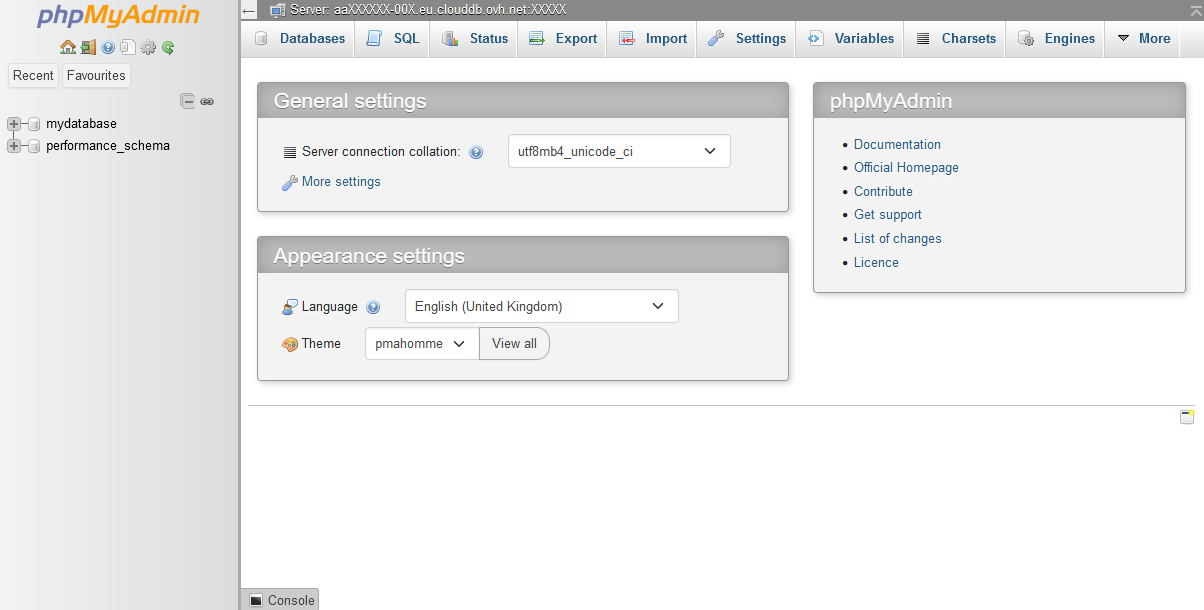 phpMyAdmin
Recent Favourites
mydatabase
performance_schema
Server: aaXXXXXX-00X.eu.clouddb.ovh.net:XXXXX
Databases SQL Status Export Import Settings Variables Charsets Engines More
General settings
Server connection collation: utf8mb4_unicode_ci
More settings
Appearance settings
Language English (United Kingdom)
Theme pmahomme View all
phpMyAdmin
Documentation
Official Homepage
Contribute
Get support
List of changes
Licence
Console